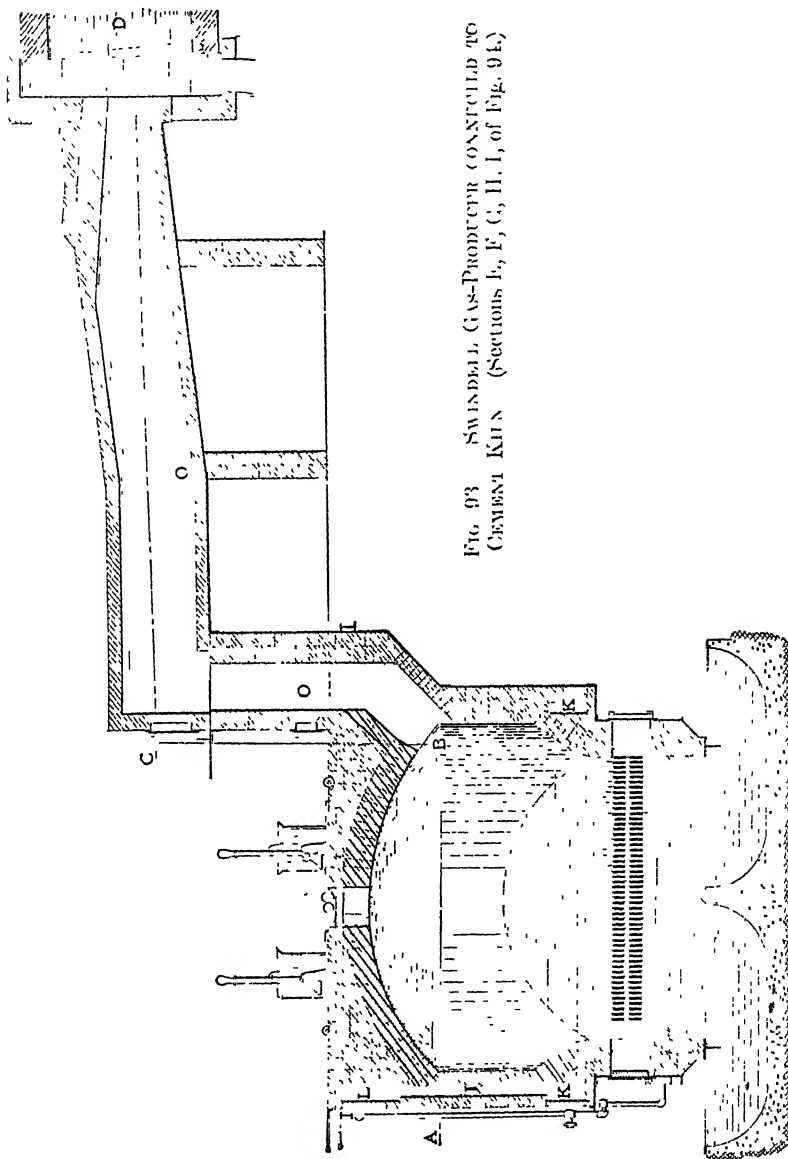 D
C
O
O
I
B
K
L
I
K
A
FIG 93 SWINDELL GAS-PRODUCER CONNECTED TO
CEMENT KILN (Sections E, F, G, H, I, of Fig. 94.)